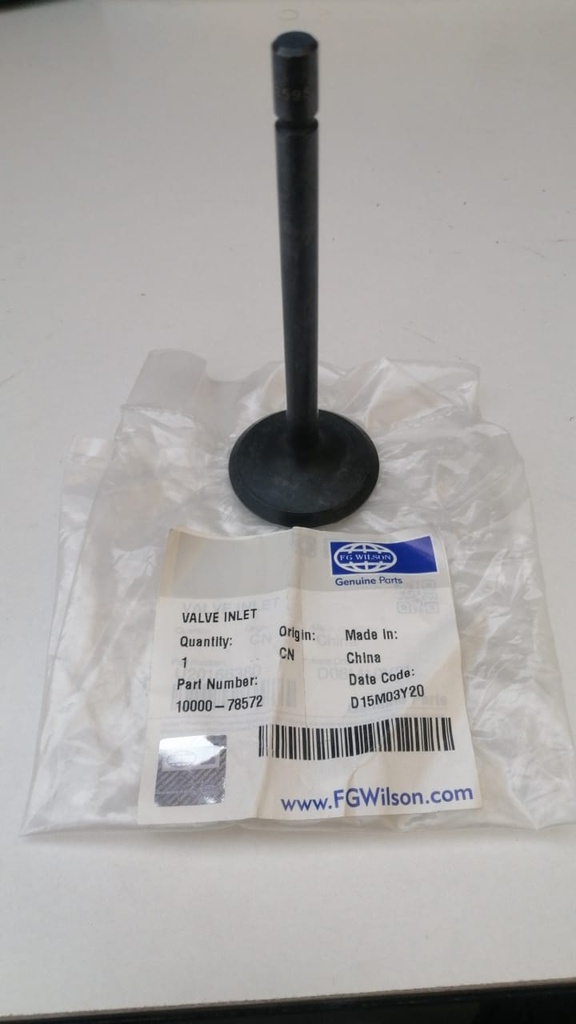 FG WILSON
Genuine Parts
VALVE INLET
Quantity: Origin: Made in:
1 CN China
Part Number: Date Code:
10000-78572 D15M03Y20
www.FGWilson.com